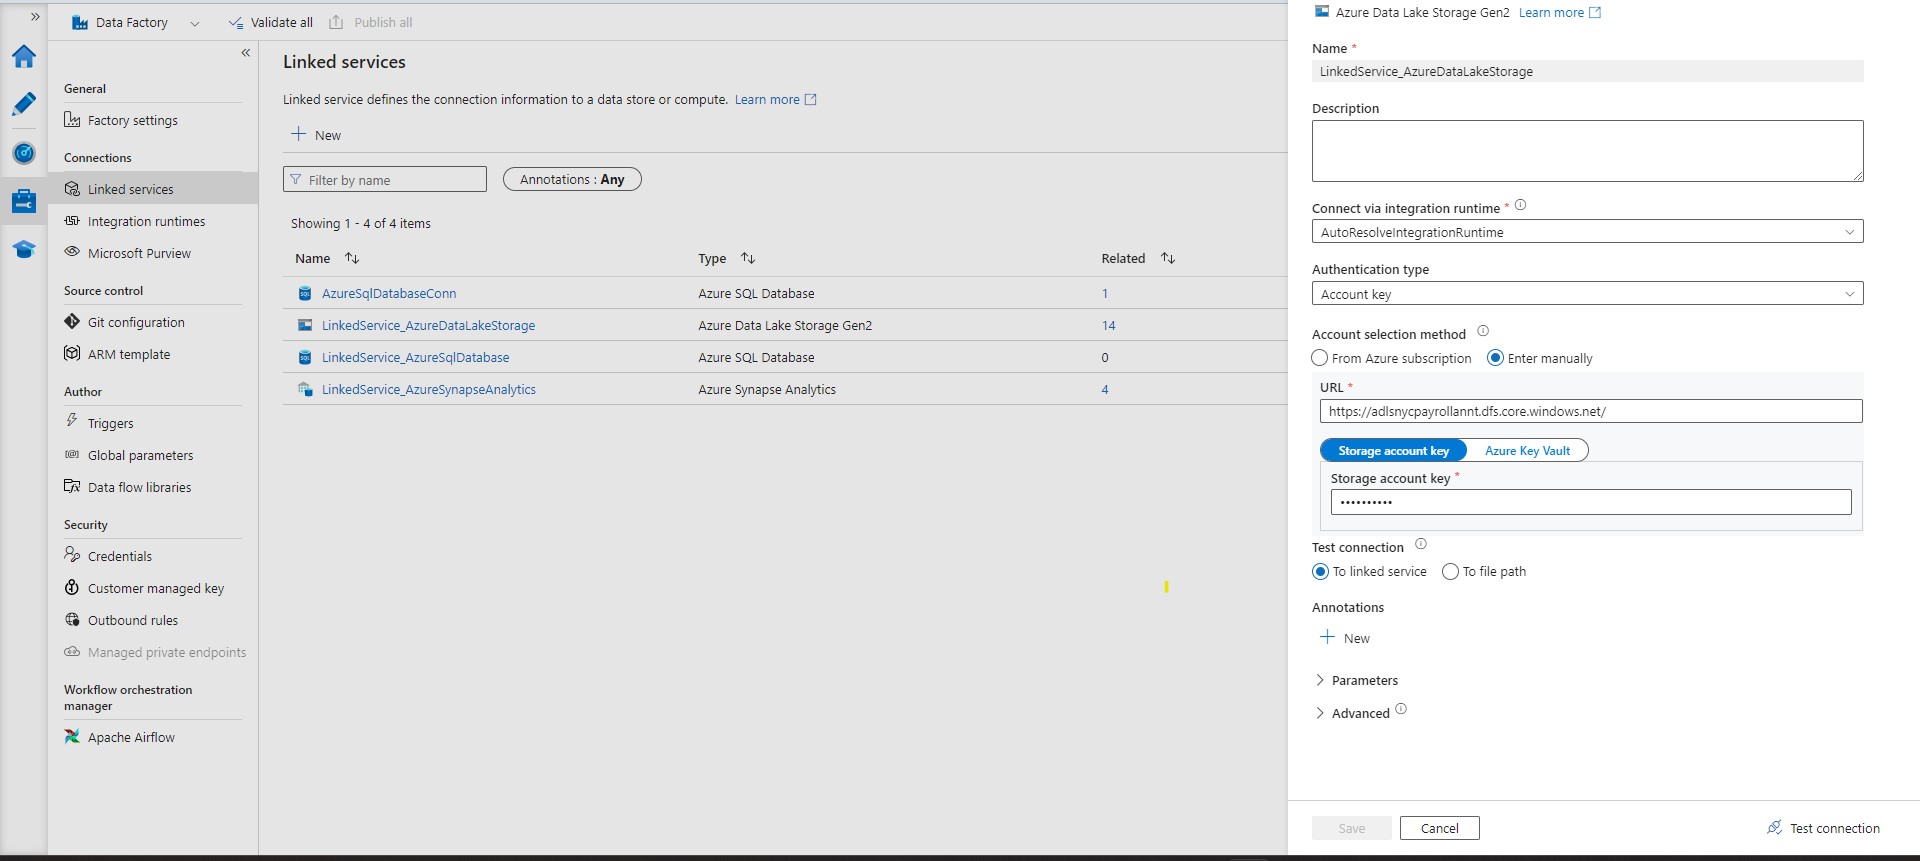 Data Factory
Validate all
Publish all
General
Factory settings
Connections
Linked services
Integration runtimes
Microsoft Purview
Source control
Git configuration
ARM template
Author
Triggers
Global parameters
Data flow libraries
Security
Credentials
Customer managed key
Outbound rules
Managed private endpoints
Workflow orchestration
manager
Apache Airflow
Linked services
Linked service defines the connection information to a data store or compute. Learn more
New
Filter by name
Annotations : Any
Showing 1 - 4 of 4 items
Name Type Related
AzureSqlDatabaseConn Azure SQL Database 1
LinkedService_AzureDataLakeStorage Azure Data Lake Storage Gen2 14
LinkedService_AzureSqlDatabase Azure SQL Database 0
LinkedService_AzureSynapseAnalytics Azure Synapse Analytics 4
Azure Data Lake Storage Gen2 Learn more
Name *
LinkedService_AzureDataLakeStorage
Description
Connect via integration runtime *
AutoResolveIntegrationRuntime
Authentication type
Account key
Account selection method
From Azure subscription Enter manually
URL *
https://adlsnycpayrollannt.dfs.core.windows.net/
Storage account key Azure Key Vault
Storage account key *
••••••••••
Test connection
To linked service To file path
Annotations
New
Parameters
Advanced
Save Cancel Test connection